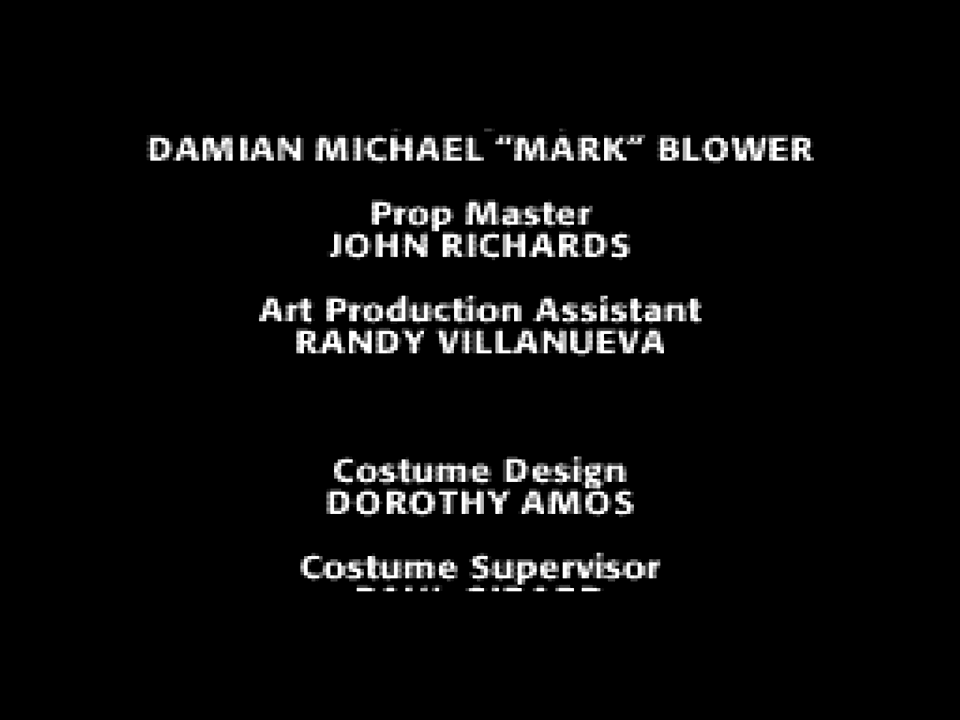 DAMIAN MICHAEL “MARK” BLOWER
Prop Master
JOHN RICHARDS
Art Production Assistant
RANDY VILLANUEVA
Costume Design
DOROTHY AMOS
Costume Supervisor